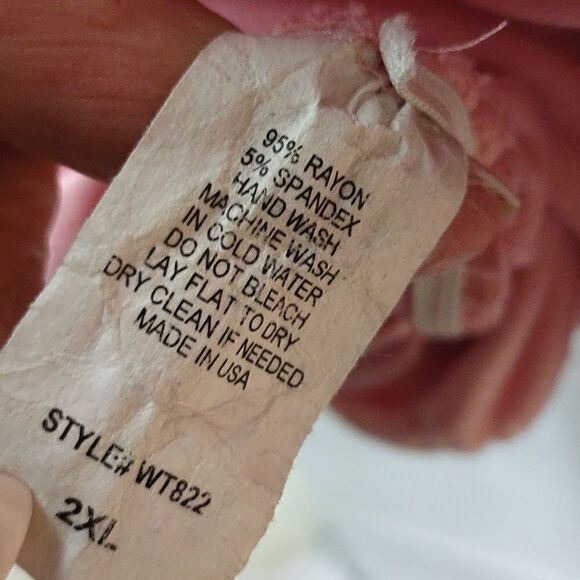 95% RAYON
5% SPANDEX
HAND WASH
MACHINE WASH
IN COLD WATER
DO NOT BLEACH
LAY FLAT TO DRY
DRY CLEAN IF NEEDED
MADE IN USA
STYLE# WT822
2XL